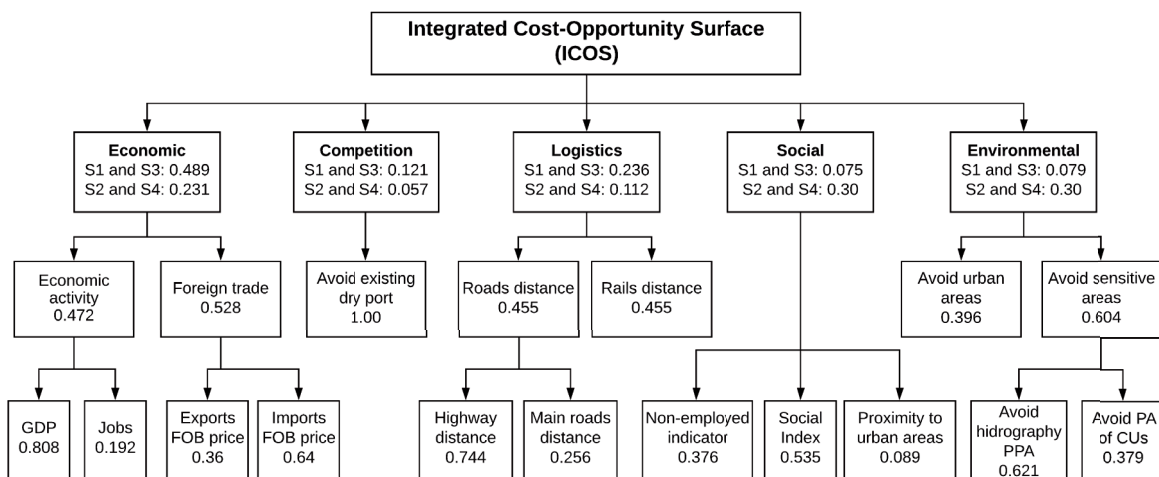 Integrated Cost-Opportunity Surface
(ICOS)
Economic
S1 and S3: 0.489
S2 and S4: 0.231
Competition
S1 and S3: 0.121
S2 and S4: 0.057
Logistics
S1 and S3: 0.236
S2 and S4: 0.112
Social
S1 and S3: 0.075
S2 and S4: 0.30
Environmental
S1 and S3: 0.079
S2 and S4: 0.30
Economic
activity
0.472
Foreign trade
0.528
Avoid existing
dry port
1.00
Roads distance
0.455
Rails distance
0.455
Avoid urban
areas
0.396
Avoid sensitive
areas
0.604
GDP
0.808
Jobs
0.192
Exports
FOB price
0.36
Imports
FOB price
0.64
Highway
distance
0.744
Main roads
distance
0.256
Non-employed
indicator
0.376
Social
Index
0.535
Proximity to
urban areas
0.089
Avoid
hidrography
PPA
0.621
Avoid PA
of CUs
0.379